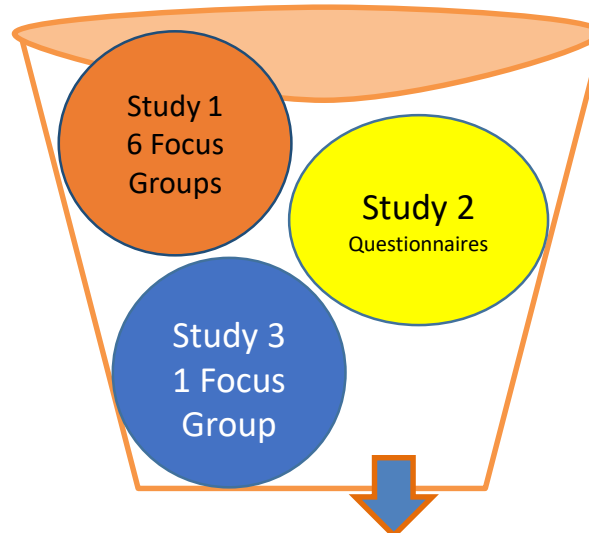 Study 1
6 Focus
Groups
Study 2
Questionnaires
Study 3
1 Focus
Group